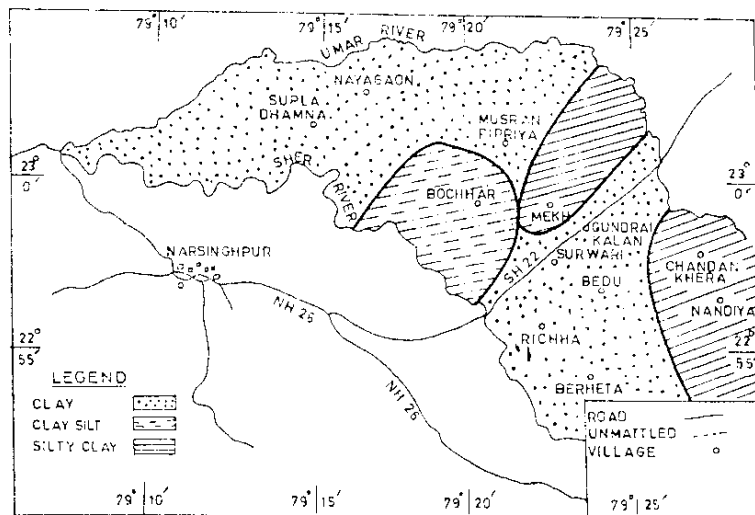 79° 10' 79° 15' 79° 20' 79° 25'
UMAR RIVER
NAYAGAON
SUPLA
DHAMNA
MUSRAN
PIPRIYA
SHER
RIVER
23°
0'
23°
0'
BOCHHAR
MEKH
JGUNDRAI
KALAN
SURWARI
SH 22
CHANDAN
KHERA
BEDU
NANDIYA
NARSINGHPUR
NH 26
22°
55'
22°
55'
RICHHA
BERHETA
NH 26
LEGEND
CLAY
CLAY SILT
SILTY CLAY
ROAD
UNMATTLED
VILLAGE
79° 10' 79° 15' 79° 20' 79° 25'